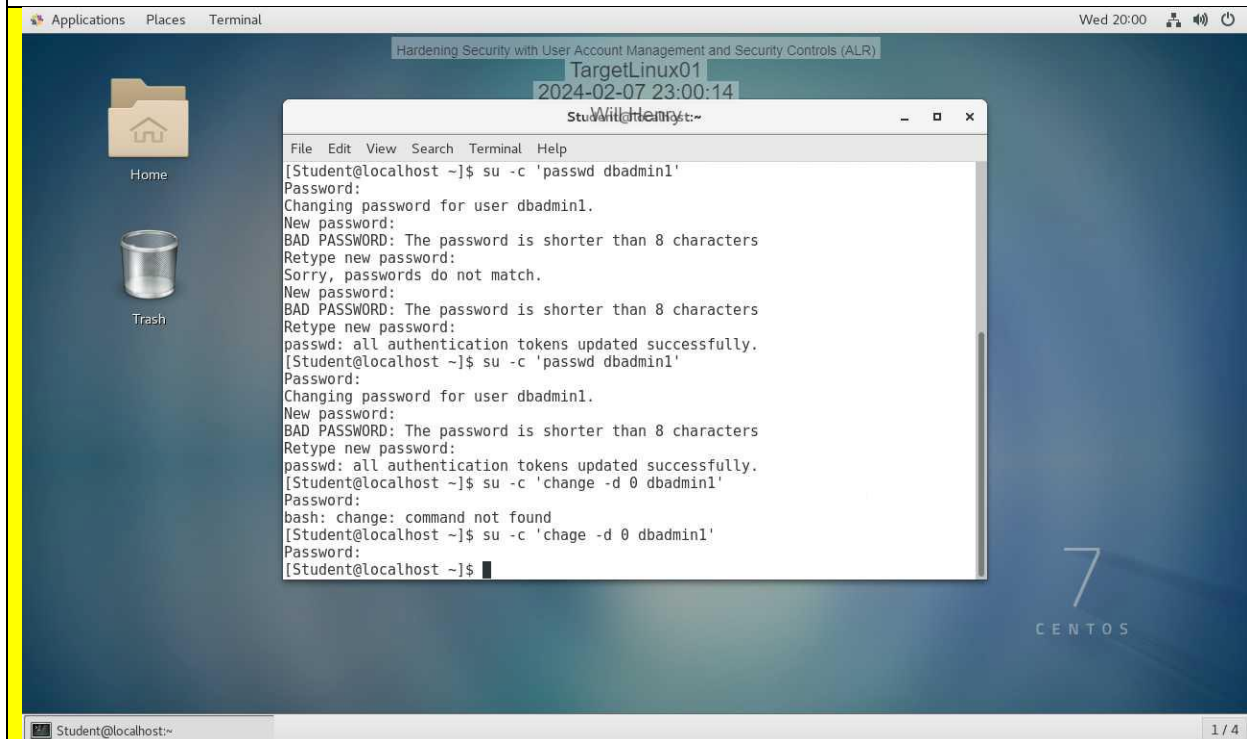 Applications Places Terminal Wed 20:00
Hardening Security with User Account Management and Security Controls (ALR)
TargetLinux01
2024-02-07 23:00:14
Will Henry
Student@localhost:~
File Edit View Search Terminal Help
Home
Trash
[Student@localhost ~]$ su -c 'passwd dbadmin1'
Password:
Changing password for user dbadmin1.
New password:
BAD PASSWORD: The password is shorter than 8 characters
Retype new password:
Sorry, passwords do not match.
New password:
BAD PASSWORD: The password is shorter than 8 characters
Retype new password:
passwd: all authentication tokens updated successfully.
[Student@localhost ~]$ su -c 'passwd dbadmin1'
Password:
Changing password for user dbadmin1.
New password:
BAD PASSWORD: The password is shorter than 8 characters
Retype new password:
passwd: all authentication tokens updated successfully.
[Student@localhost ~]$ su -c 'change -d 0 dbadmin1'
Password:
bash: change: command not found
[Student@localhost ~]$ su -c 'chage -d 0 dbadmin1'
Password:
[Student@localhost ~]$
7
CENTOS
Student@localhost:~ 1 / 4